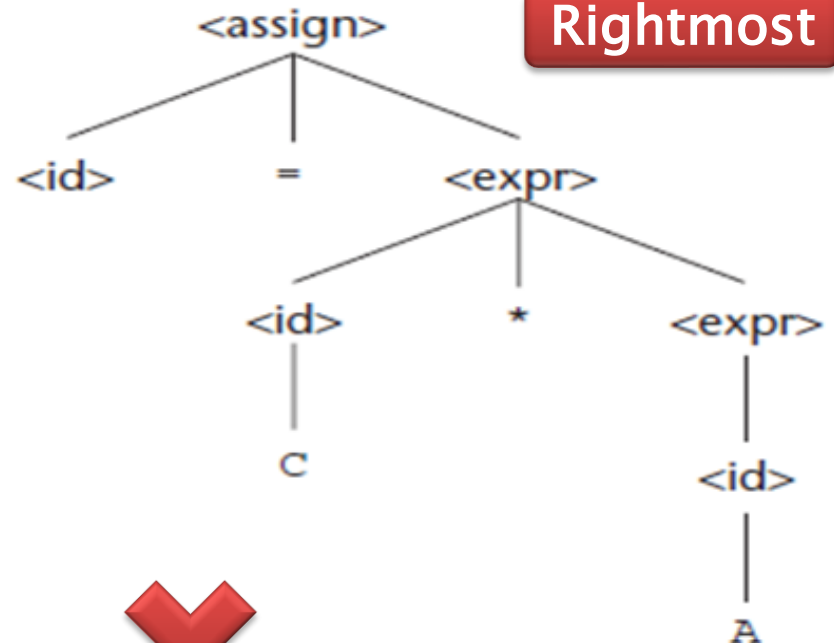 <assign>
Rightmost
<id> = <expr>
<id> * <expr>
C
<id>
A